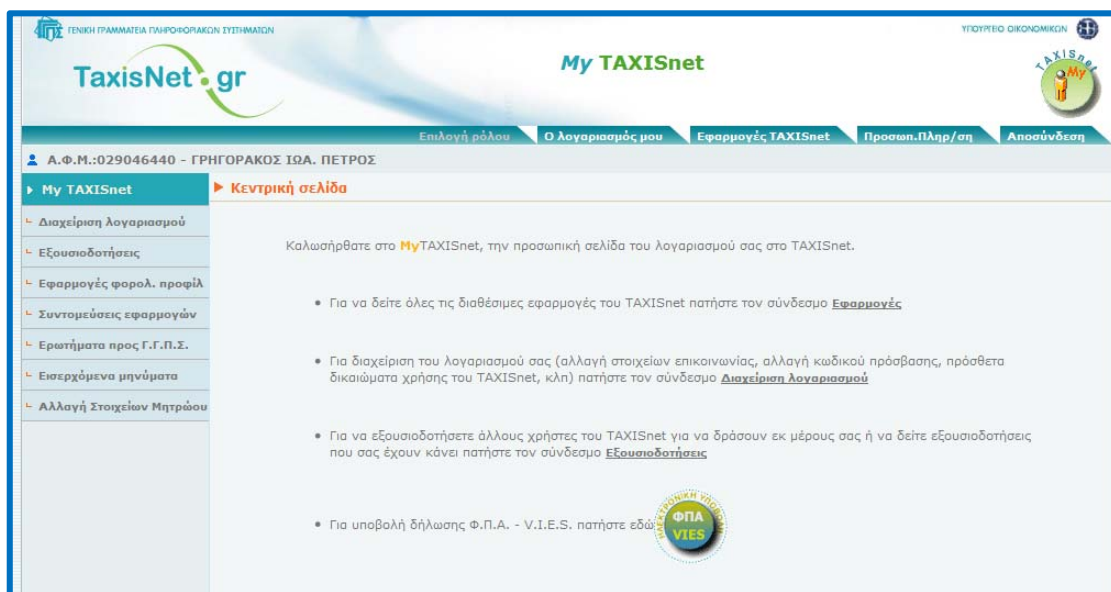 ΓΕΝΙΚΗ ΓΡΑΜΜΑΤΕΙΑ ΠΛΗΡΟΦΟΡΙΑΚΩΝ ΣΥΣΤΗΜΑΤΩΝ
ΥΠΟΥΡΓΕΙΟ ΟΙΚΟΝΟΜΙΚΩΝ
TaxisNet.gr
My TAXISnet
TAXISnet
My
Επιλογή ρόλου
Ο λογαριασμός μου
Εφαρμογές TAXISnet
Προσωπ.Πληρ/ση
Αποσύνδεση
Α.Φ.Μ.:029046440 - ΓΡΗΓΟΡΑΚΟΣ ΙΩΑ. ΠΕΤΡΟΣ
My TAXISnet
Διαχείριση λογαριασμού
Εξουσιοδοτήσεις
Εφαρμογές φορολ. προφίλ
Συντομεύσεις εφαρμογών
Ερωτήματα προς Γ.Γ.Π.Σ.
Εισερχόμενα μηνύματα
Αλλαγή Στοιχείων Μητρώου
Κεντρική σελίδα
Καλωσήρθατε στο MyTAXISnet, την προσωπική σελίδα του λογαριασμού σας στο TAXISnet.
• Για να δείτε όλες τις διαθέσιμες εφαρμογές του TAXISnet πατήστε τον σύνδεσμο Εφαρμογές
• Για διαχείριση του λογαριασμού σας (αλλαγή στοιχείων επικοινωνίας, αλλαγή κωδικού πρόσβασης, πρόσθετα
δικαιώματα χρήσης του TAXISnet, κλπ) πατήστε τον σύνδεσμο Διαχείριση λογαριασμού
• Για να εξουσιοδοτήσετε άλλους χρήστες του TAXISnet για να δράσουν εκ μέρους σας ή να δείτε εξουσιοδοτήσεις
που σας έχουν κάνει πατήστε τον σύνδεσμο Εξουσιοδοτήσεις
• Για υποβολή δήλωσης Φ.Π.Α. - V.I.E.S. πατήστε εδώ
ΗΛΕΚΤΡΟΝΙΚΗ ΥΠΟΒΟΛΗ
ΦΠΑ
VIES